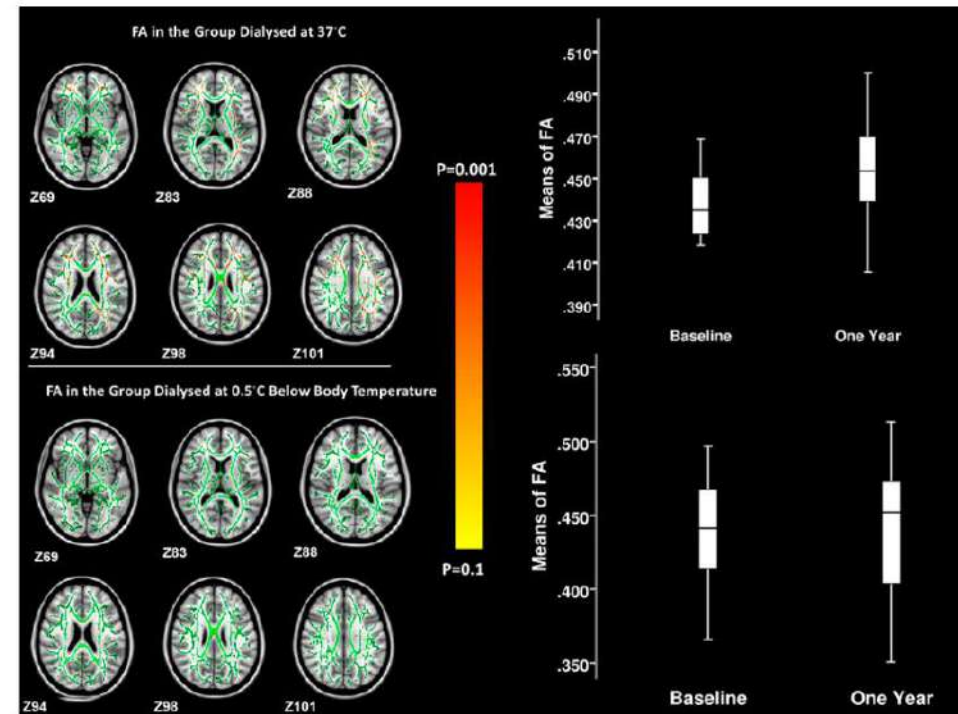 FA in the Group Dialysed at 37°C
Z69
Z83
Z88
Z94
Z98
Z101
FA in the Group Dialysed at 0.5°C Below Body Temperature
Z69
Z83
Z88
Z94
Z98
Z101
P=0.001
P=0.1
Means of FA
.510
.490
.470
.450
.430
.410
.390
Baseline
One Year
Means of FA
.550
.500
.450
.400
.350
Baseline
One Year